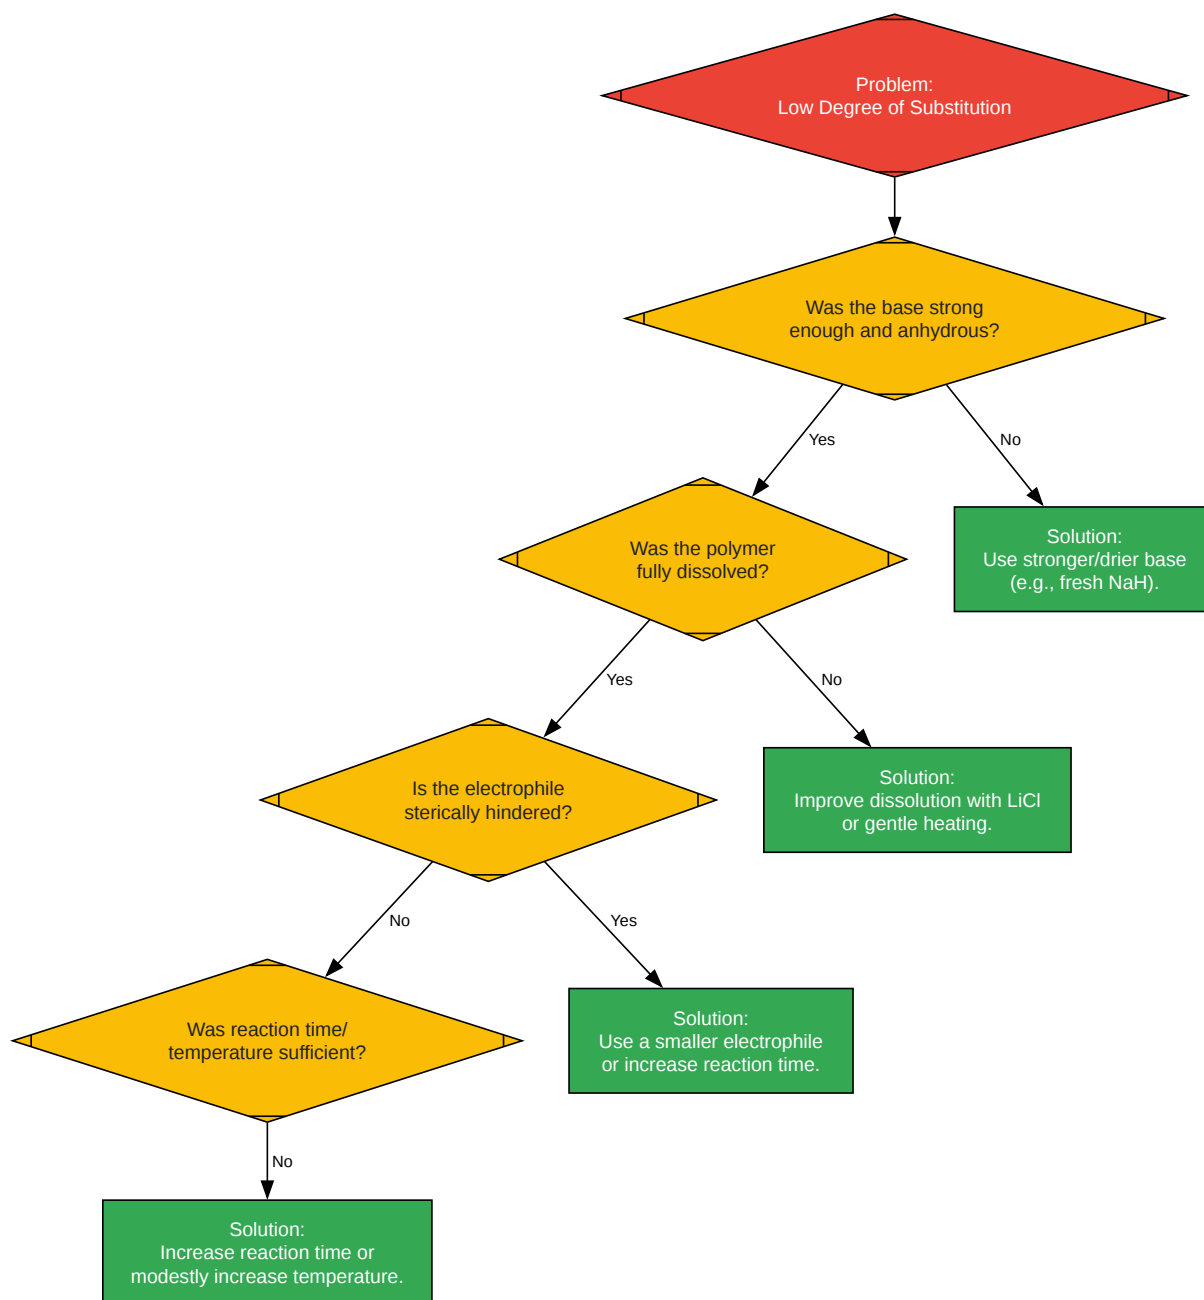 Problem:
Low Degree of Substitution
Was the base strong
enough and anhydrous?
Yes
No
Was the polymer
fully dissolved?
Solution:
Use stronger/drier base
(e.g., fresh NaH).
Yes
No
Is the electrophile
sterically hindered?
Solution:
Improve dissolution with LiCl
or gentle heating.
No
Yes
Was reaction time/
temperature sufficient?
Solution:
Use a smaller electrophile
or increase reaction time.
No
Solution:
Increase reaction time or
modestly increase temperature.